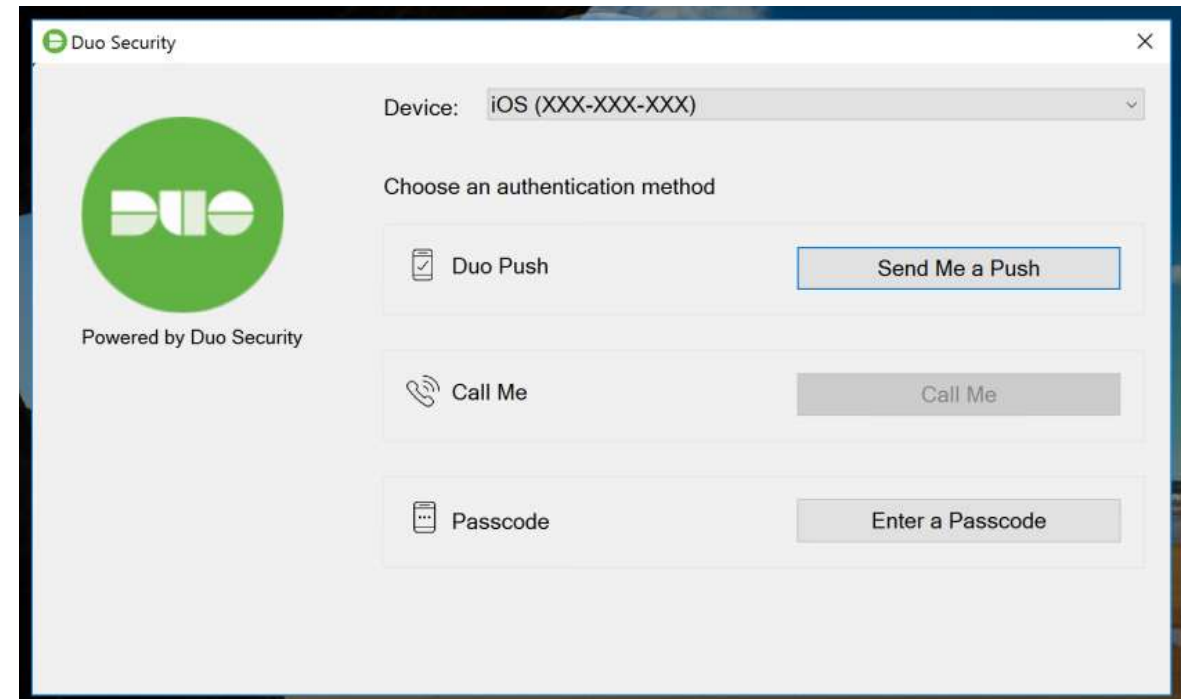 Duo Security
Device: iOS (XXX-XXX-XXX)
Choose an authentication method
DUO
Powered by Duo Security
Duo Push Send Me a Push
Call Me Call Me
Passcode Enter a Passcode